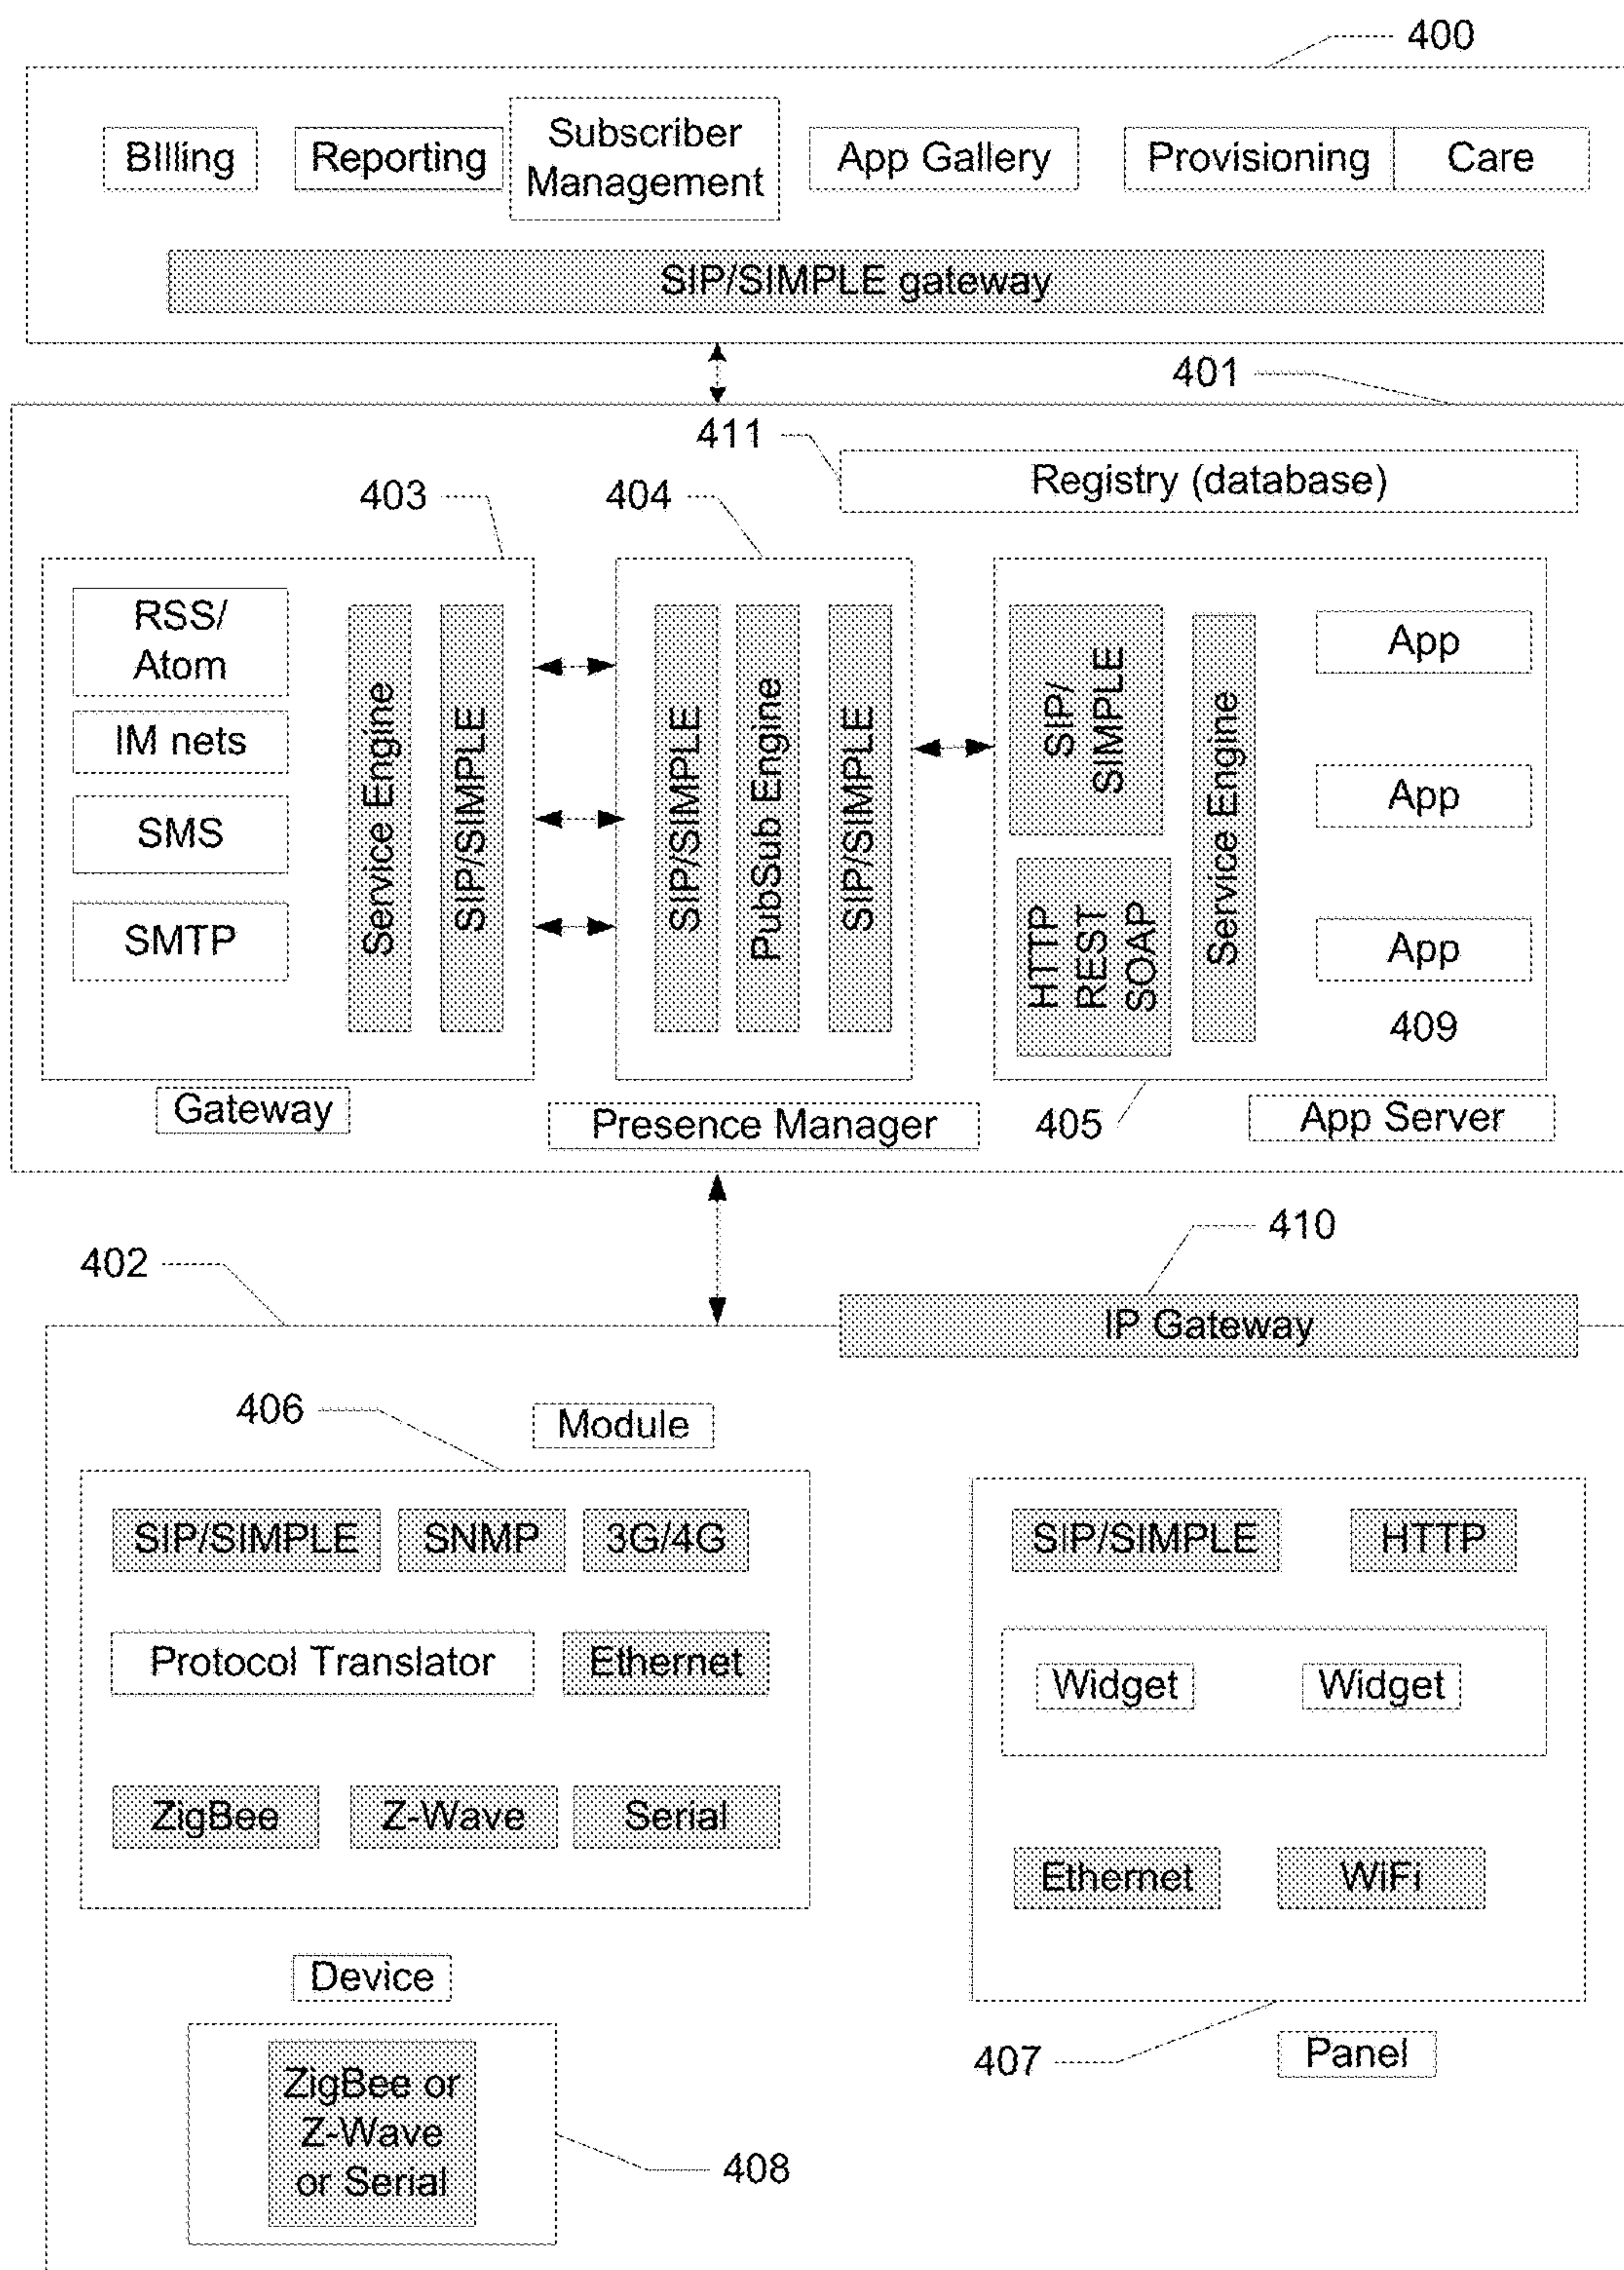 400
BIlling
Reporting
Subscriber
Management
App Gallery
Provisioning
Care
SIP/SIMPLE gateway
401
411
Registry (database)
403
404
RSS/
Atom
IM nets
SMS
SMTP
Service Engine
SIP/SIMPLE
SIP/SIMPLE
PubSub Engine
SIP/SIMPLE
SIP/
SIMPLE
HTTP
REST
SOAP
Service Engine
App
App
App
409
Gateway
Presence Manager
405
App Server
410
402
IP Gateway
406
Module
SIP/SIMPLE
SNMP
3G/4G
Protocol Translator
Ethernet
ZigBee
Z-Wave
Serial
SIP/SIMPLE
HTTP
Widget
Widget
Ethernet
WIFi
Device
407
Panel
ZigBee or
Z-Wave
or Serial
408